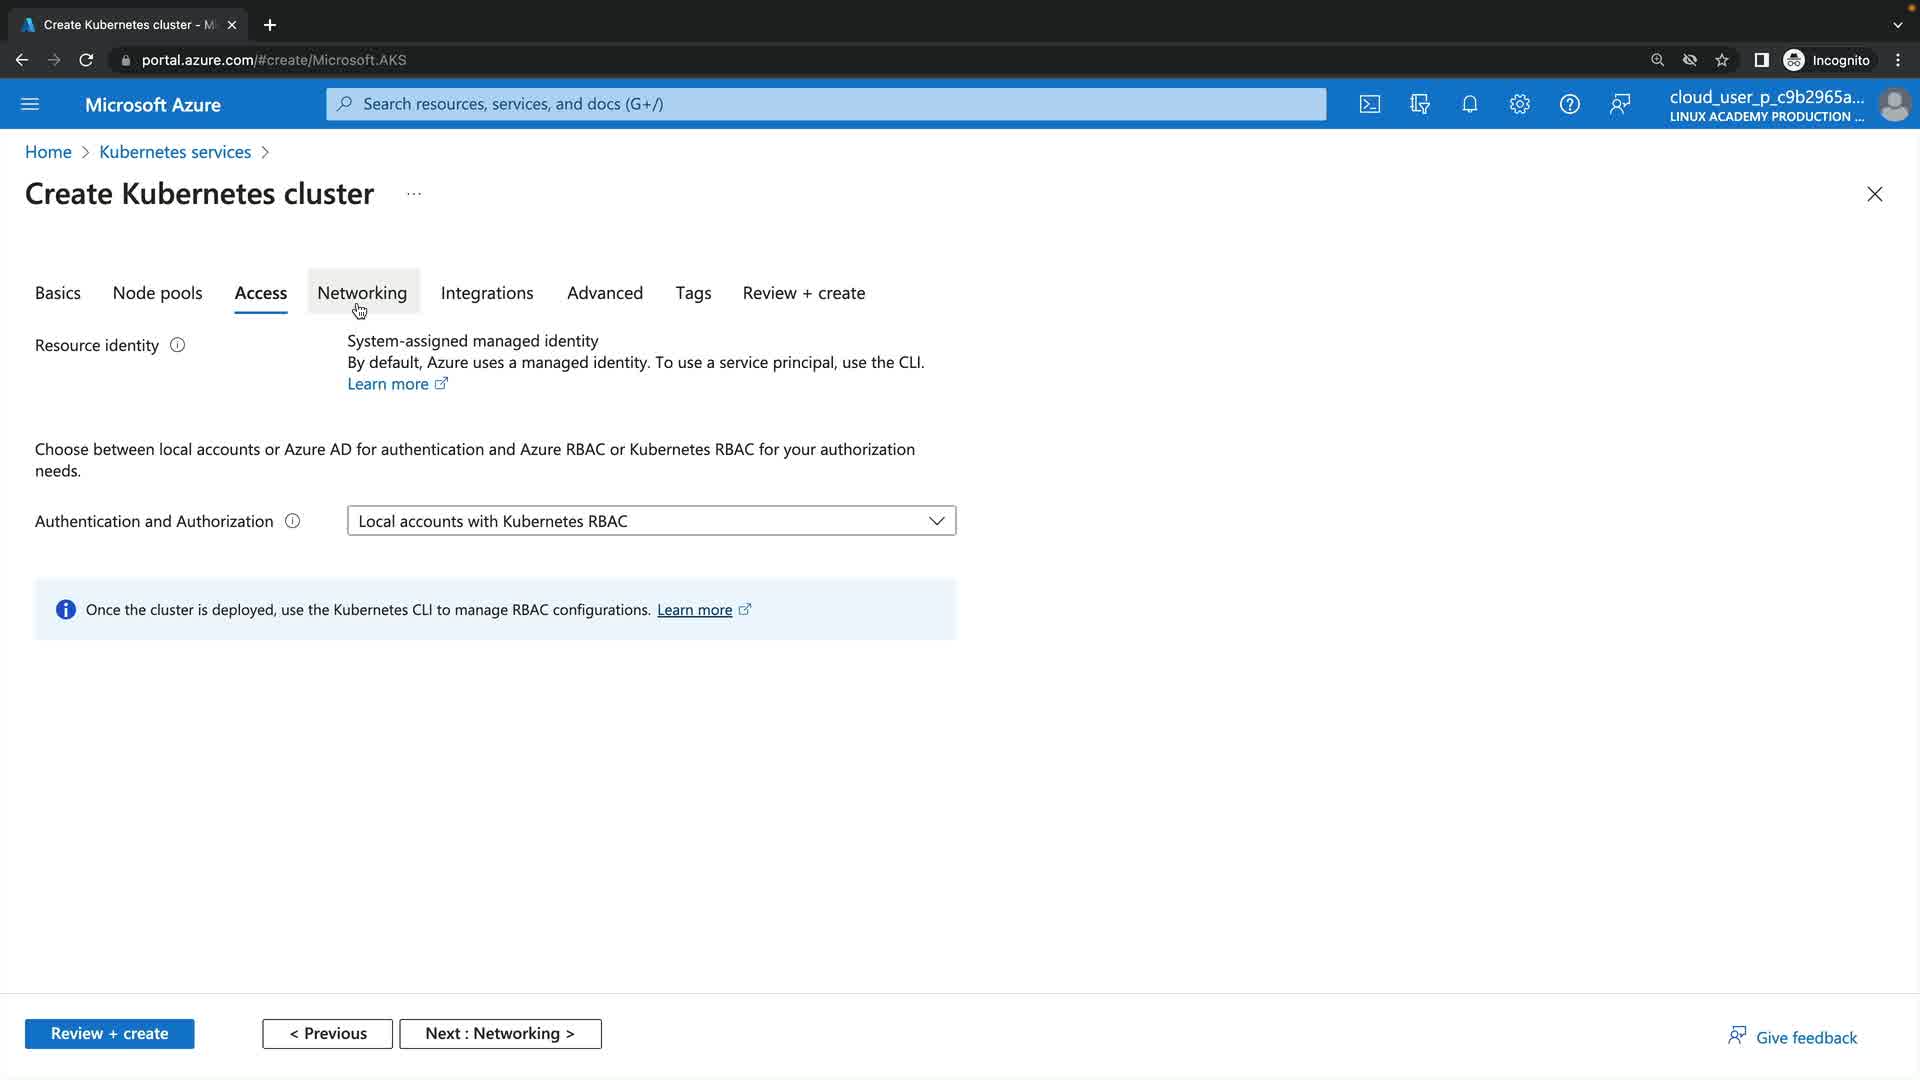 Create Kubernetes cluster - M
portal.azure.com/#create/Microsoft.AKS
Incognito
Microsoft Azure
Search resources, services, and docs (G+/)
cloud_user_p_c9b2965a...
LINUX ACADEMY PRODUCTION ...
Home > Kubernetes services >
Create Kubernetes cluster ...
Basics Node pools Access Networking Integrations Advanced Tags Review + create
Resource identity
System-assigned managed identity
By default, Azure uses a managed identity. To use a service principal, use the CLI.
Learn more
Choose between local accounts or Azure AD for authentication and Azure RBAC or Kubernetes RBAC for your authorization
needs.
Authentication and Authorization
Local accounts with Kubernetes RBAC
Once the cluster is deployed, use the Kubernetes CLI to manage RBAC configurations. Learn more
Review + create
< Previous
Next : Networking >
Give feedback